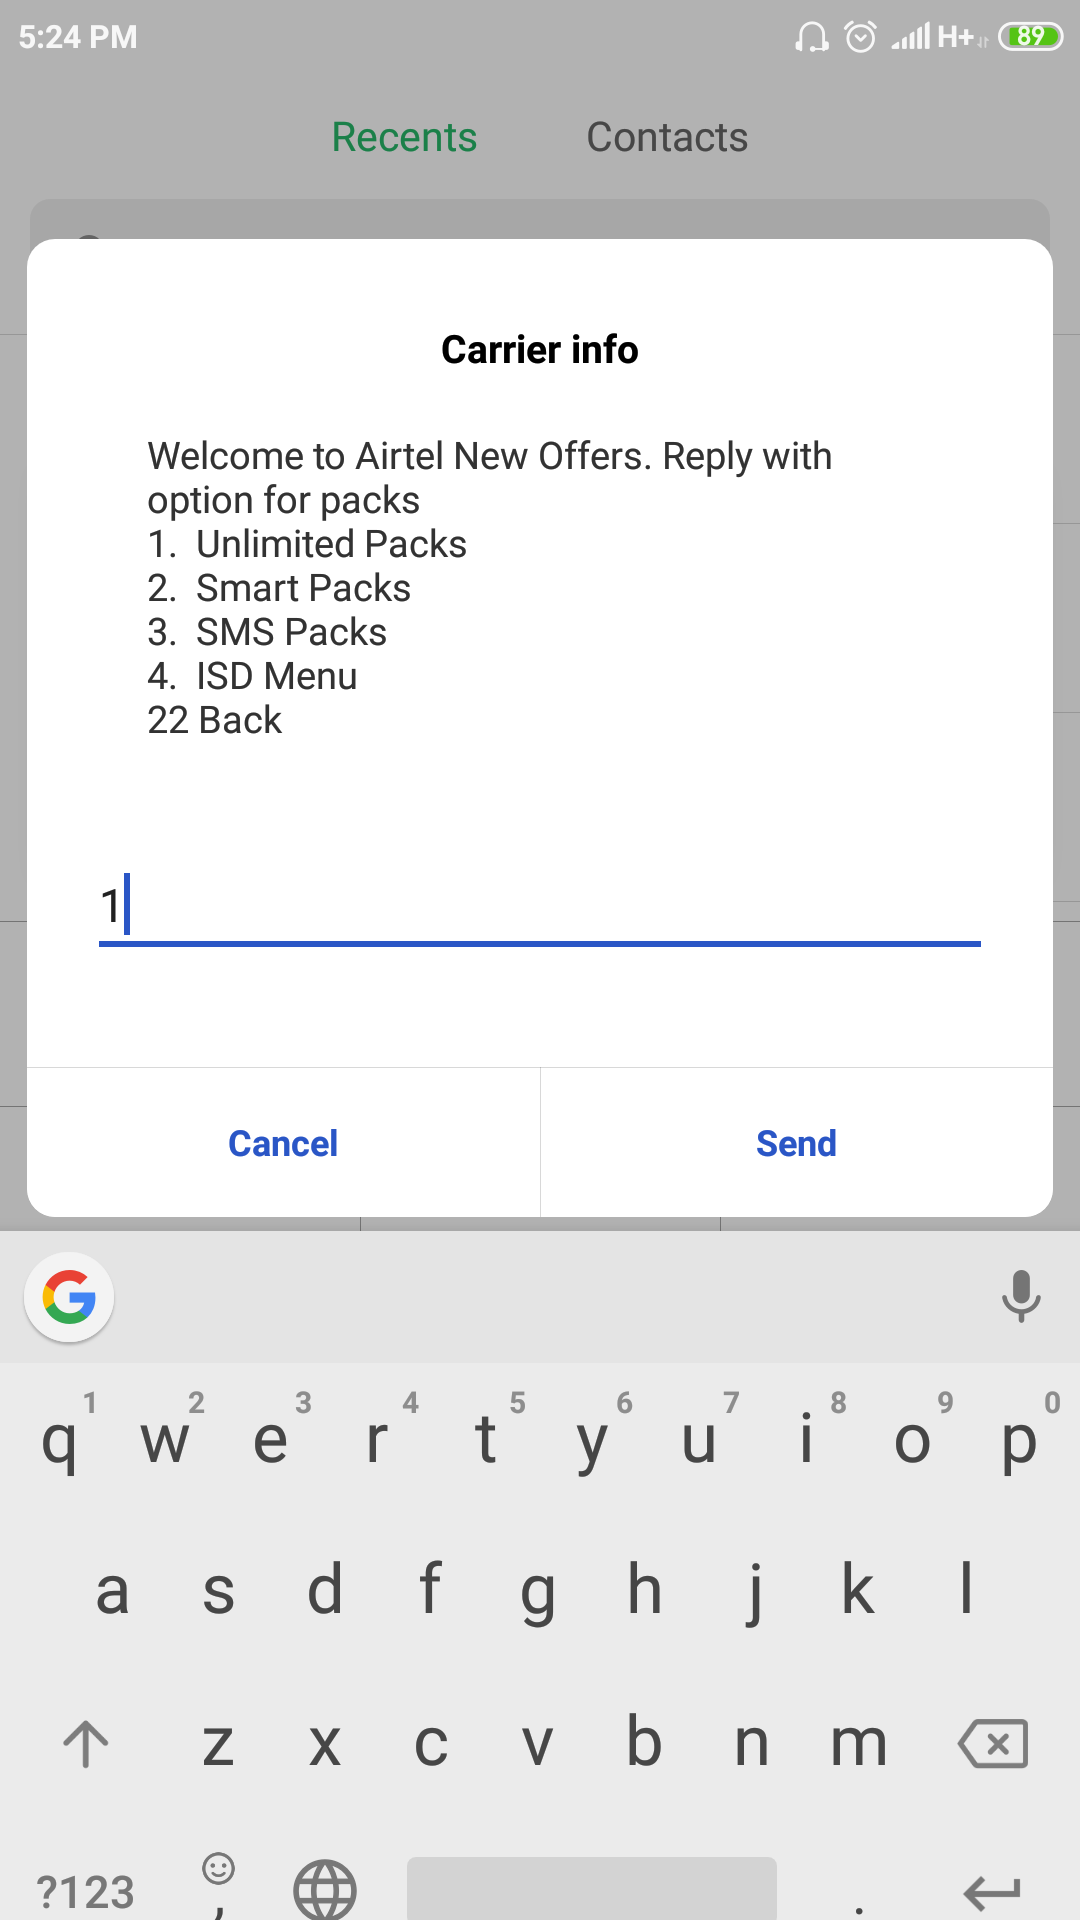 5:24 PM
H+
89
Recents
Contacts
Carrier info
Welcome to Airtel New Offers. Reply with
option for packs
1.  Unlimited Packs
2.  Smart Packs
3.  SMS Packs
4.  ISD Menu
22 Back
1
Cancel
Send
1 2 3 4 5 6 7 8 9 0
q w e r t y u i o p
a s d f g h j k l
z x c v b n m
?123 , .